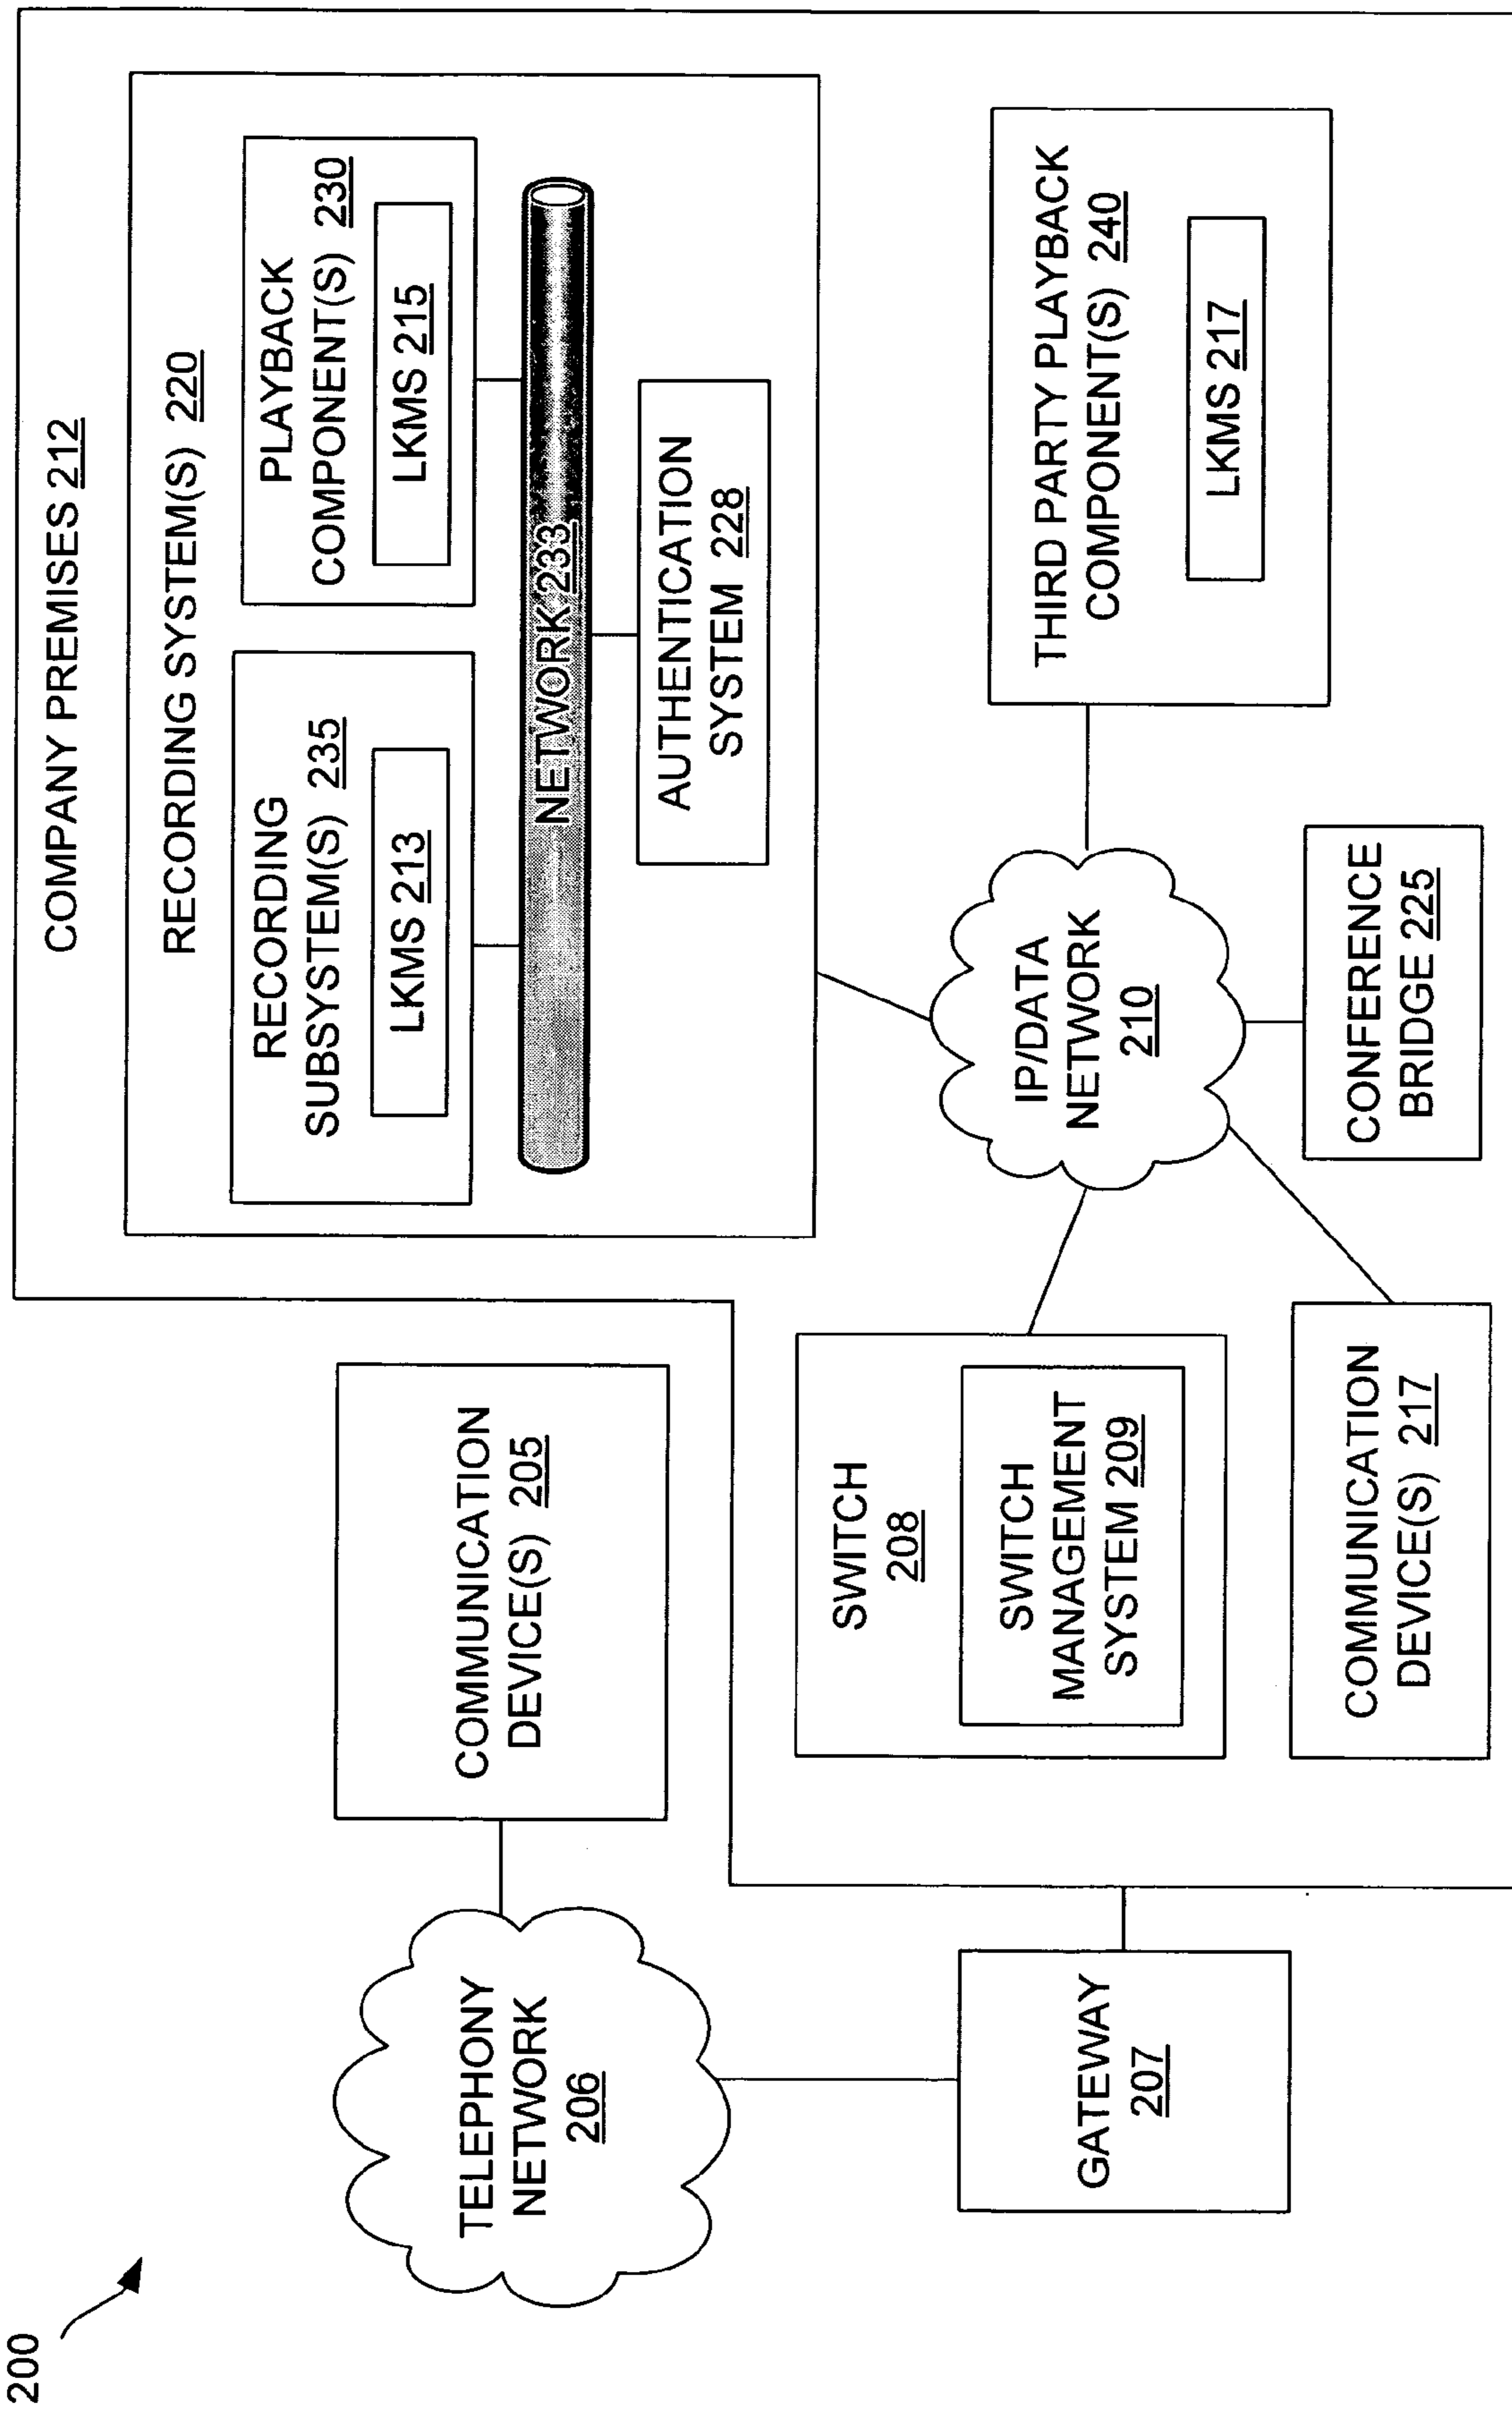 200
TELEPHONY
NETWORK
206
COMMUNICATION
DEVICE(S) 205
GATEWAY
207
COMPANY PREMISES 212
RECORDING SYSTEM(S) 220
RECORDING
SUBSYSTEM(S) 235
LKMS 213
PLAYBACK
COMPONENT(S) 230
LKMS 215
NETWORK 233
AUTHENTICATION
SYSTEM 228
SWITCH
208
SWITCH
MANAGEMENT
SYSTEM 209
COMMUNICATION
DEVICE(S) 217
IP/DATA
NETWORK
210
CONFERENCE
BRIDGE 225
THIRD PARTY PLAYBACK
COMPONENT(S) 240
LKMS 217